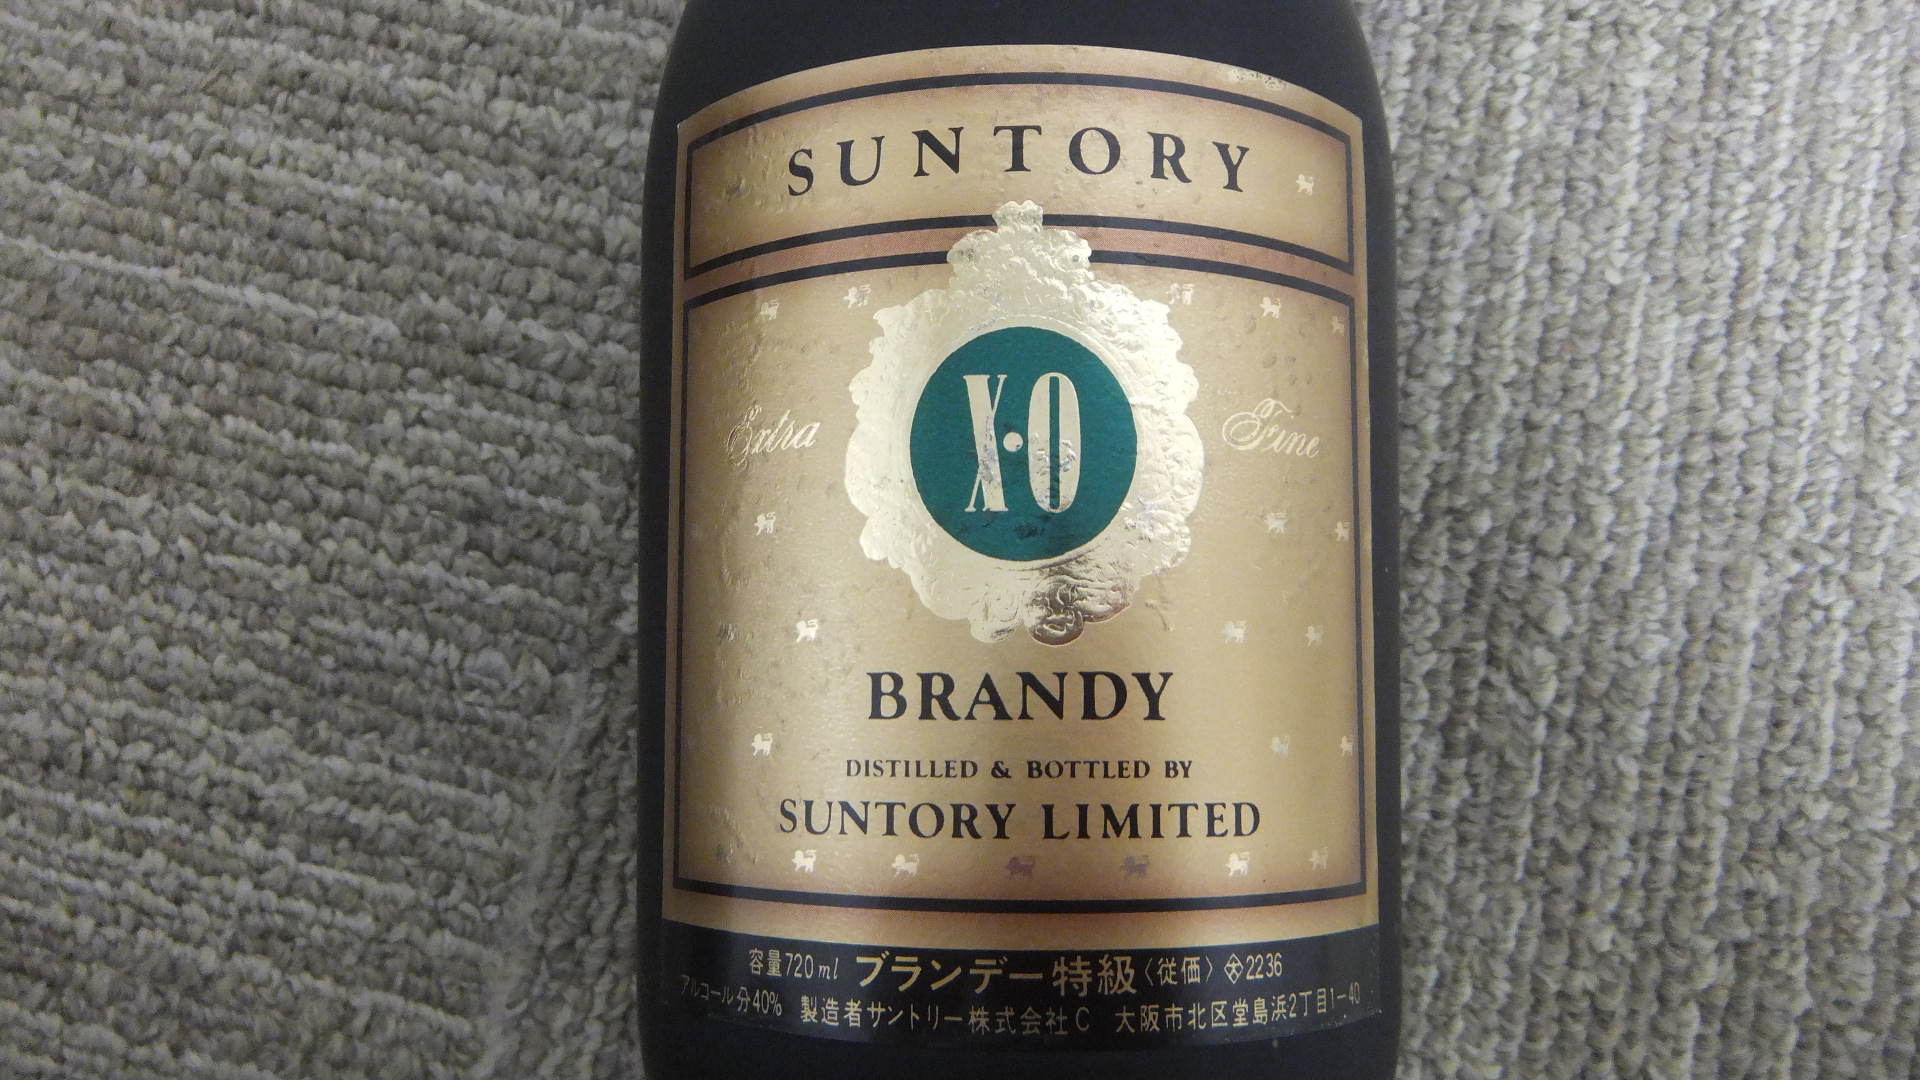 SUNTORY
X·O
Extra Fine
BRANDY
DISTILLED & BOTTLED BY
SUNTORY LIMITED
容量720ml ブランデー特級〈従価〉 2236
アルコール分40% 製造者サントリー株式会社C 大阪市北区堂島浜2丁目1-40